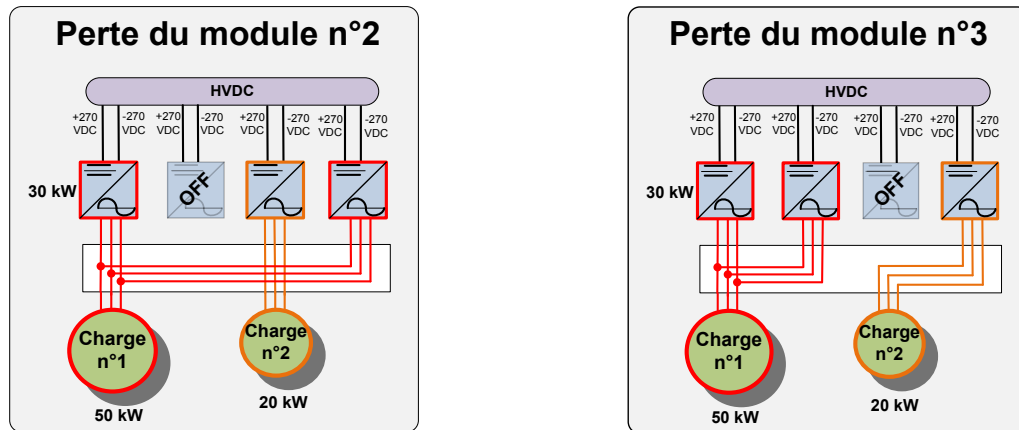 Perte du module n°2
HVDC
+270 VDC
-270 VDC
+270 VDC
-270 VDC
+270 VDC
-270 VDC
+270 VDC
-270 VDC
30 kW
OFF
Charge
n°1
Charge
n°2
50 kW
20 kW
Perte du module n°3
HVDC
+270 VDC
-270 VDC
+270 VDC
-270 VDC
+270 VDC
-270 VDC
+270 VDC
-270 VDC
30 kW
OFF
Charge
n°1
Charge
n°2
50 kW
20 kW